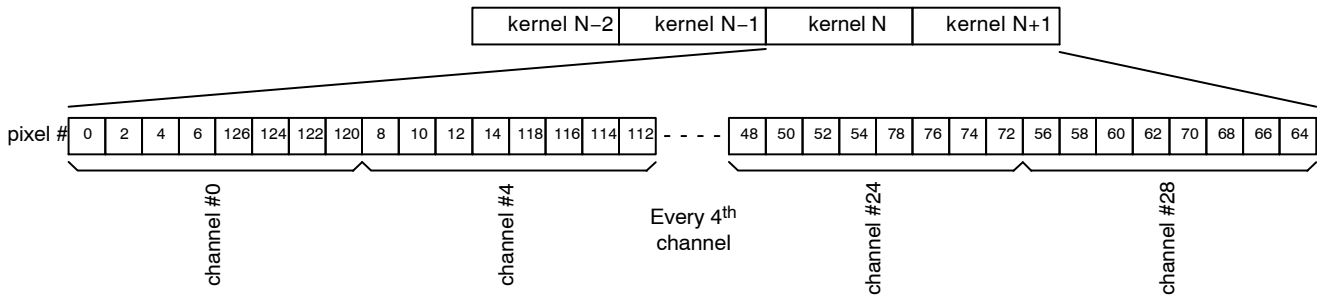 kernel N−2 kernel N−1 kernel N kernel N+1
pixel # 0 2 4 6 126 124 122 120 8 10 12 14 118 116 114 112 - - - - 48 50 52 54 78 76 74 72 56 58 60 62 70 68 66 64
channel #0
channel #4
Every 4th
channel
channel #24
channel #28